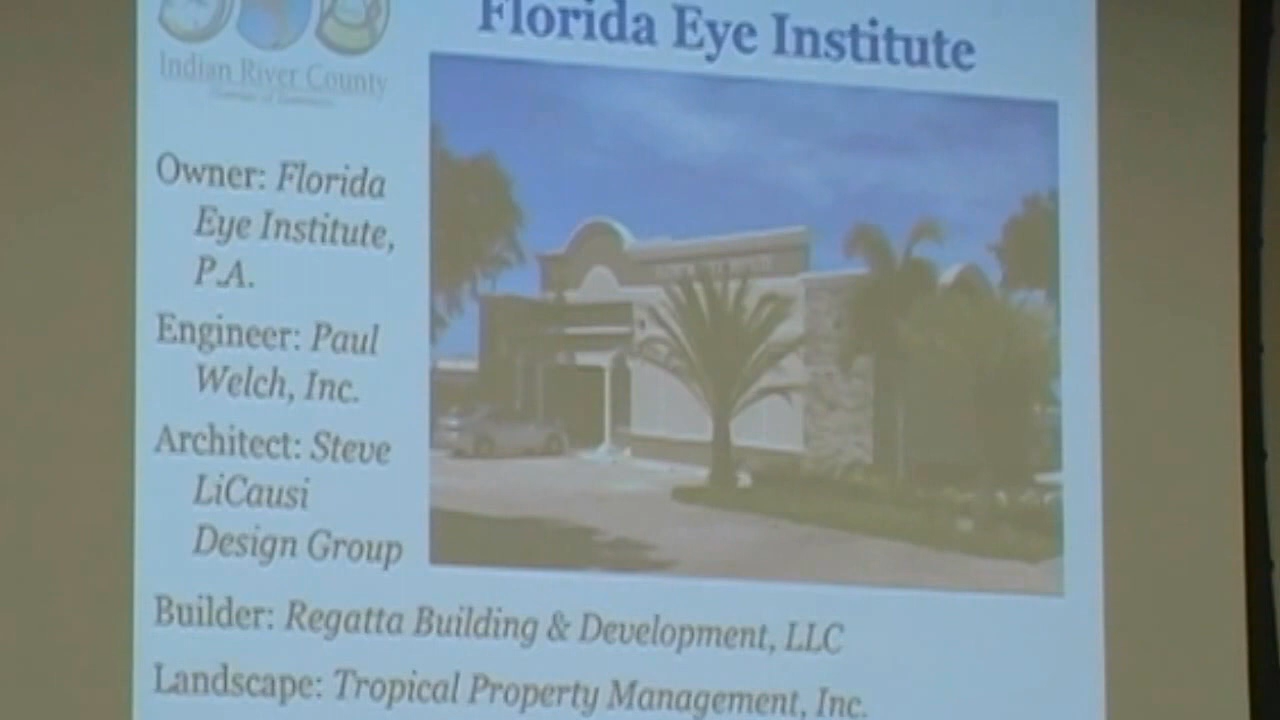 Florida Eye Institute
Indian River County
Owner: Florida
Eye Institute,
P.A.
Engineer: Paul
Welch, Inc.
Architect: Steve
LiCausi
Design Group
Builder: Regatta Building & Development, LLC
Landscape: Tropical Property Management, Inc.